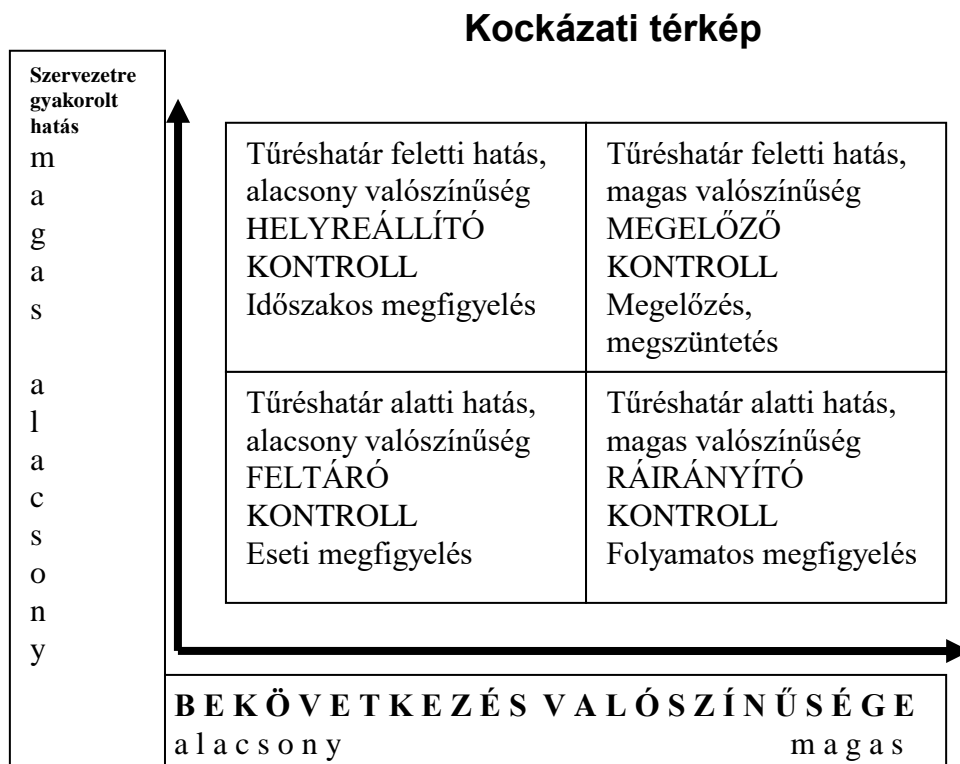 Kockázati térkép
Szervezetre
gyakorolt
hatás
m
a
g
a
s
a
l
a
c
s
o
n
y
Tűréshatár feletti hatás,
alacsony valószínűség
HELYREÁLLÍTÓ
KONTROLL
Időszakos megfigyelés
Tűréshatár feletti hatás,
magas valószínűség
MEGELŐZŐ
KONTROLL
Megelőzés,
megszüntetés
Tűréshatár alatti hatás,
alacsony valószínűség
FELTÁRÓ
KONTROLL
Eseti megfigyelés
Tűréshatár alatti hatás,
magas valószínűség
RÁIRÁNYÍTÓ
KONTROLL
Folyamatos megfigyelés
B E K Ö V E T K E Z É S V A L Ó S Z Í N Ű S É G E
a l a c s o n y m a g a s